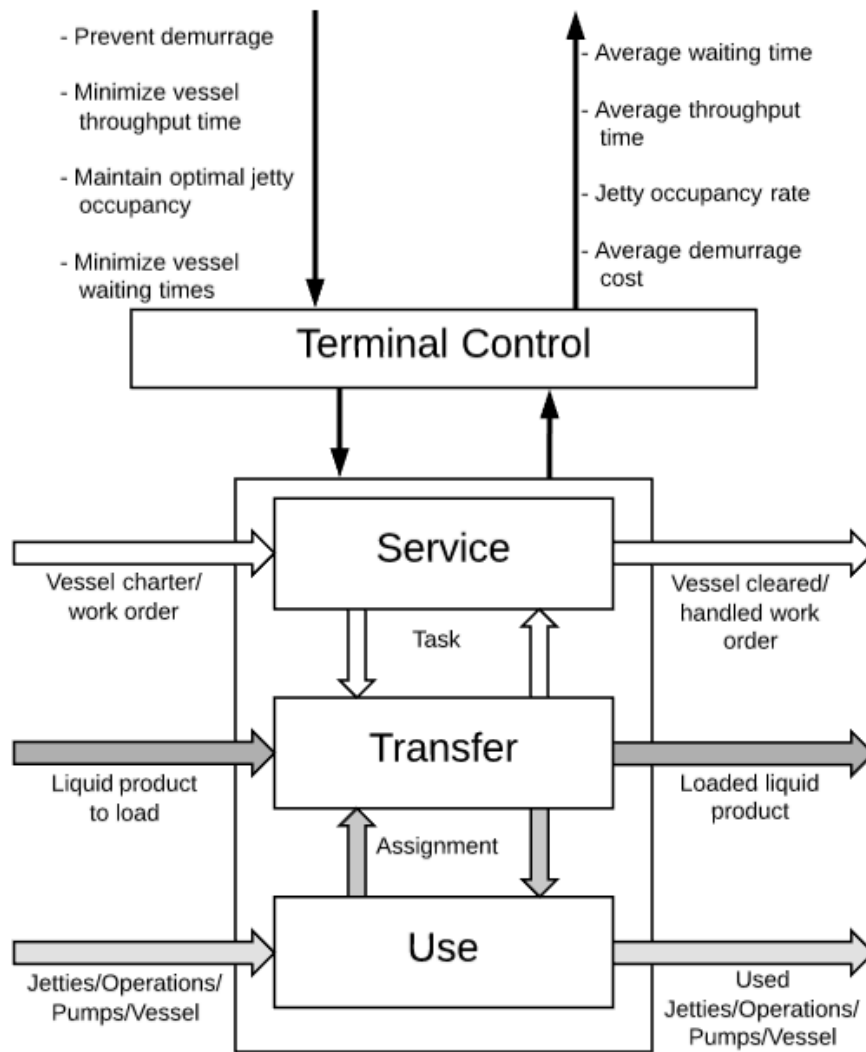 - Prevent demurrage
- Minimize vessel
throughput time
- Maintain optimal jetty
occupancy
- Minimize vessel
waiting times
- Average waiting time
- Average throughput
time
- Jetty occupancy rate
- Average demurrage
cost
Terminal Control
Service
Vessel charter/
work order
Vessel cleared/
handled work
order
Task
Transfer
Liquid product
to load
Loaded liquid
product
Assignment
Use
Jetties/Operations/
Pumps/Vessel
Used
Jetties/Operations/
Pumps/Vessel